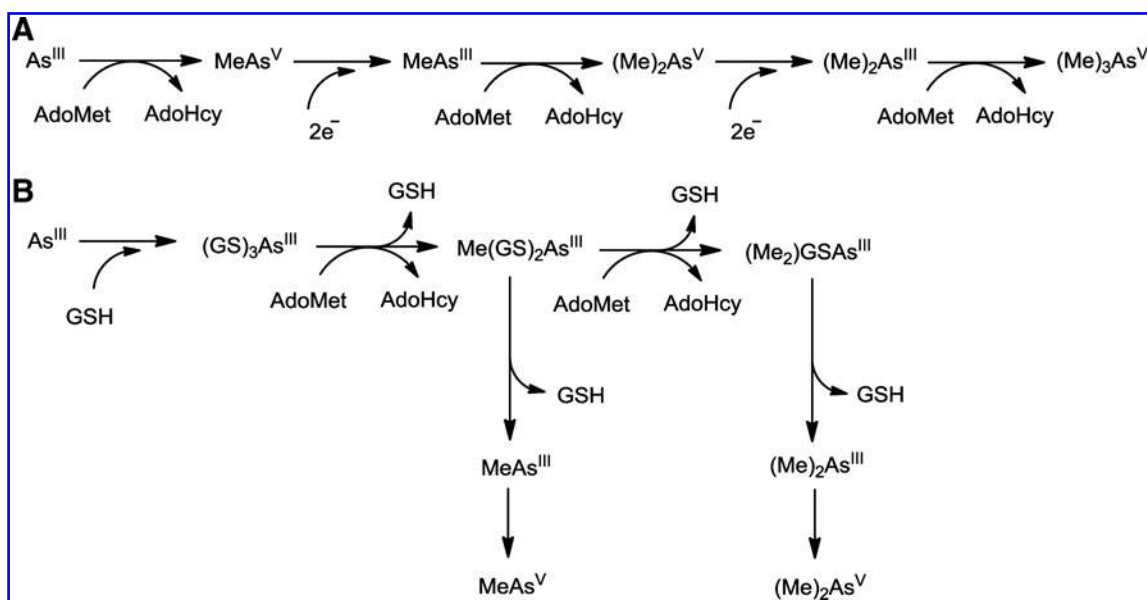 A
As^III MeAs^V MeAs^III (Me)₂As^V (Me)₂As^III (Me)₃As^V
AdoMet AdoHcy 2e⁻ AdoMet AdoHcy 2e⁻ AdoMet AdoHcy
B
GSH GSH
As^III (GS)₃As^III Me(GS)₂As^III (Me₂)GSAs^III
GSH AdoMet AdoHcy AdoMet AdoHcy
GSH GSH
MeAs^III (Me)₂As^III
MeAs^V (Me)₂As^V